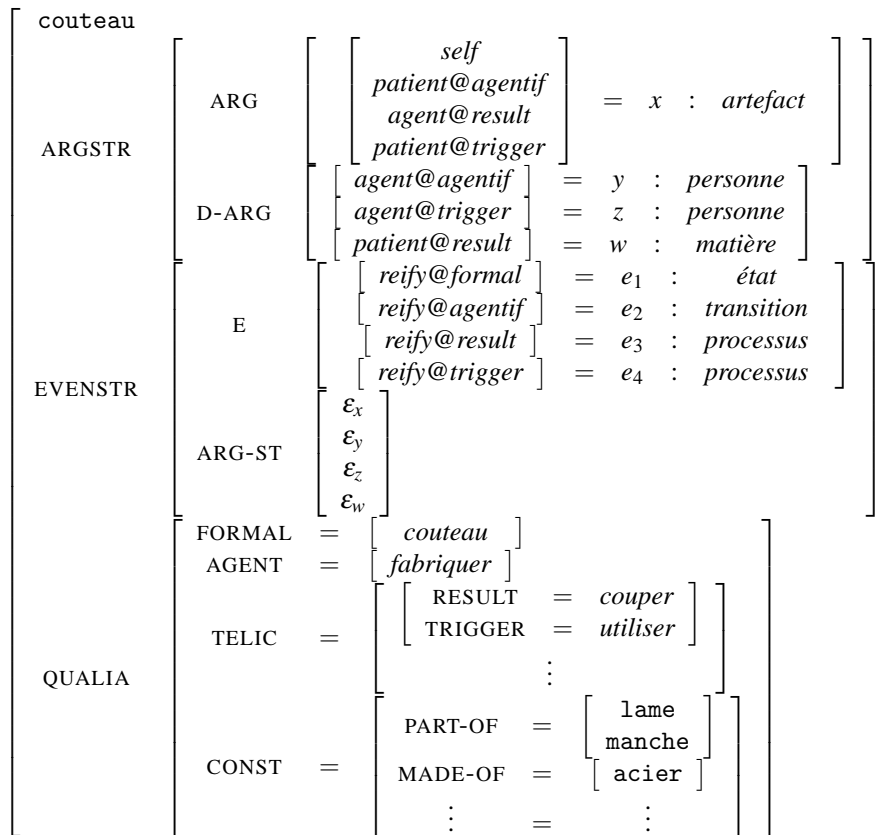 couteau
self
patient@agentif
ARG = x : artefact
agent@result
patient@trigger
ARGSTR
[ agent@agentif ] = y : personne
D-ARG [ agent@trigger ] = z : personne
[ patient@result ] = w : matière
[ reify@formal ] = e1 : état
[ reify@agentif ] = e2 : transition
E
[ reify@result ] = e3 : processus
[ reify@trigger ] = e4 : processus
EVENSTR
εx
εy
ARG-ST
εz
εw
FORMAL = [ couteau ]
AGENT = [ fabriquer ]
RESULT = couper
TELIC =
TRIGGER = utiliser
⋮
QUALIA
lame
PART-OF =
manche
CONST = MADE-OF = [ acier ]
⋮ = ⋮